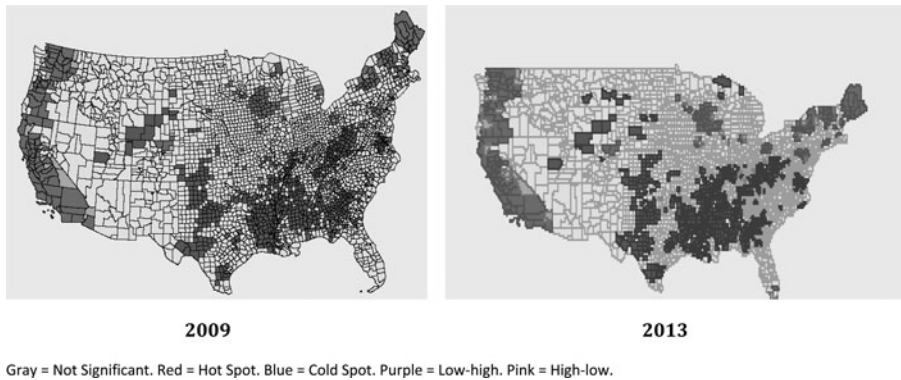 2009
2013
Gray = Not Significant. Red = Hot Spot. Blue = Cold Spot. Purple = Low-high. Pink = High-low.